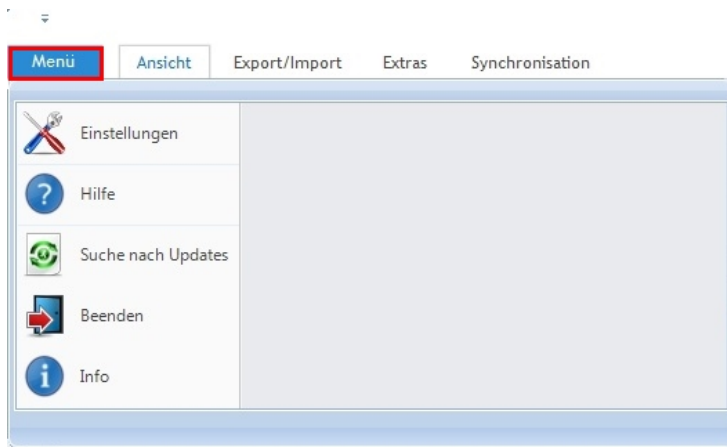 Menü Ansicht Export/Import Extras Synchronisation
Einstellungen
Hilfe
Suche nach Updates
Beenden
Info